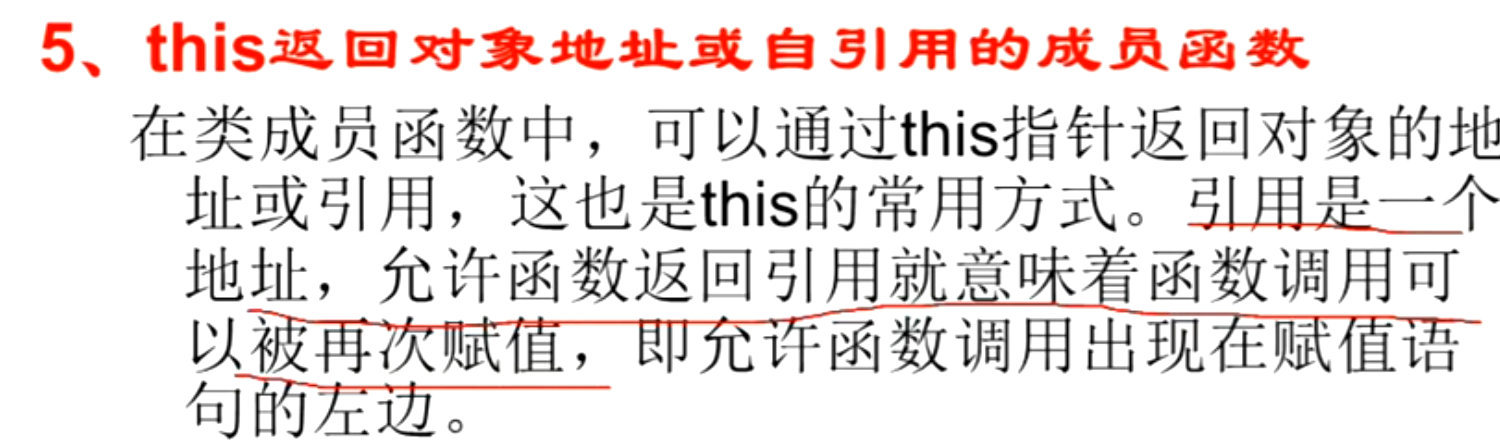 5、this返回对象地址或自引用的成员函数
在类成员函数中，可以通过this指针返回对象的地
址或引用，这也是this的常用方式。引用是一个
地址，允许函数返回引用就意味着函数调用可
以被再次赋值，即允许函数调用出现在赋值语
句的左边。